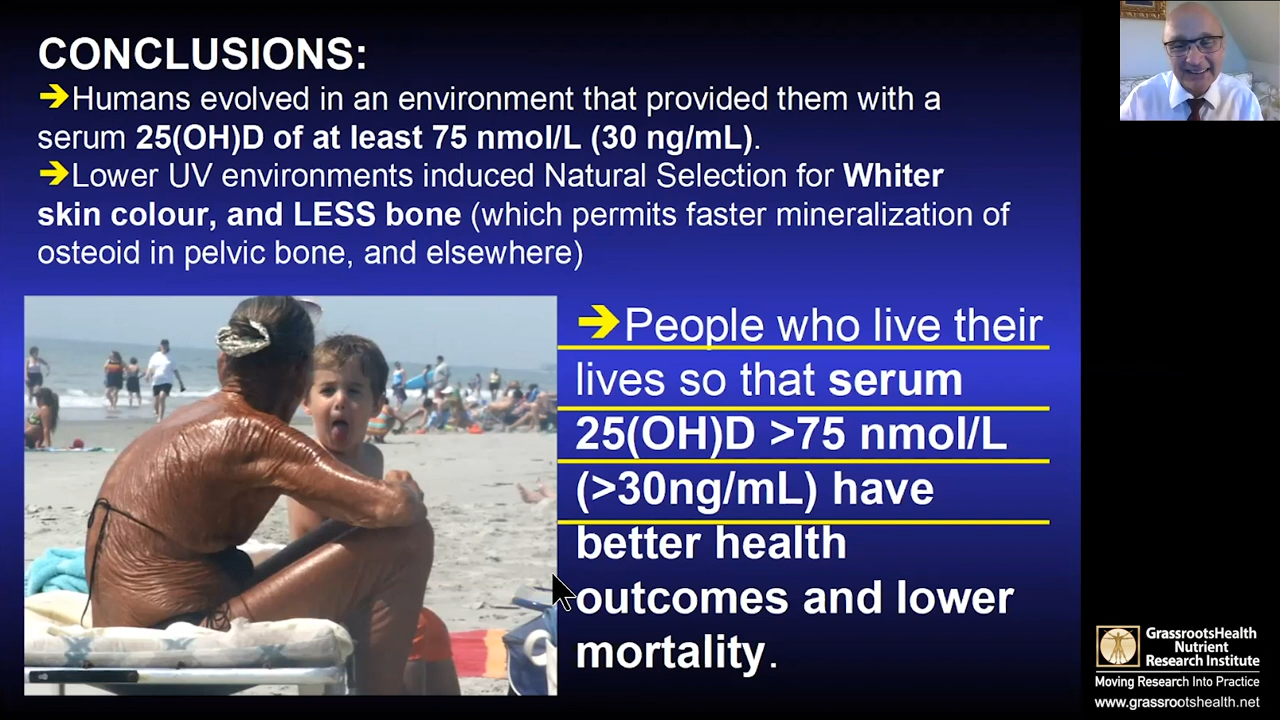 CONCLUSIONS:
➔Humans evolved in an environment that provided them with a
serum 25(OH)D of at least 75 nmol/L (30 ng/mL).
➔Lower UV environments induced Natural Selection for Whiter
skin colour, and LESS bone (which permits faster mineralization of
osteoid in pelvic bone, and elsewhere)
➔People who live their
lives so that serum
25(OH)D >75 nmol/L
(>30ng/mL) have
better health
outcomes and lower
mortality.
GrassrootsHealth
Nutrient
Research Institute
Moving Research Into Practice
www.grassrootshealth.net